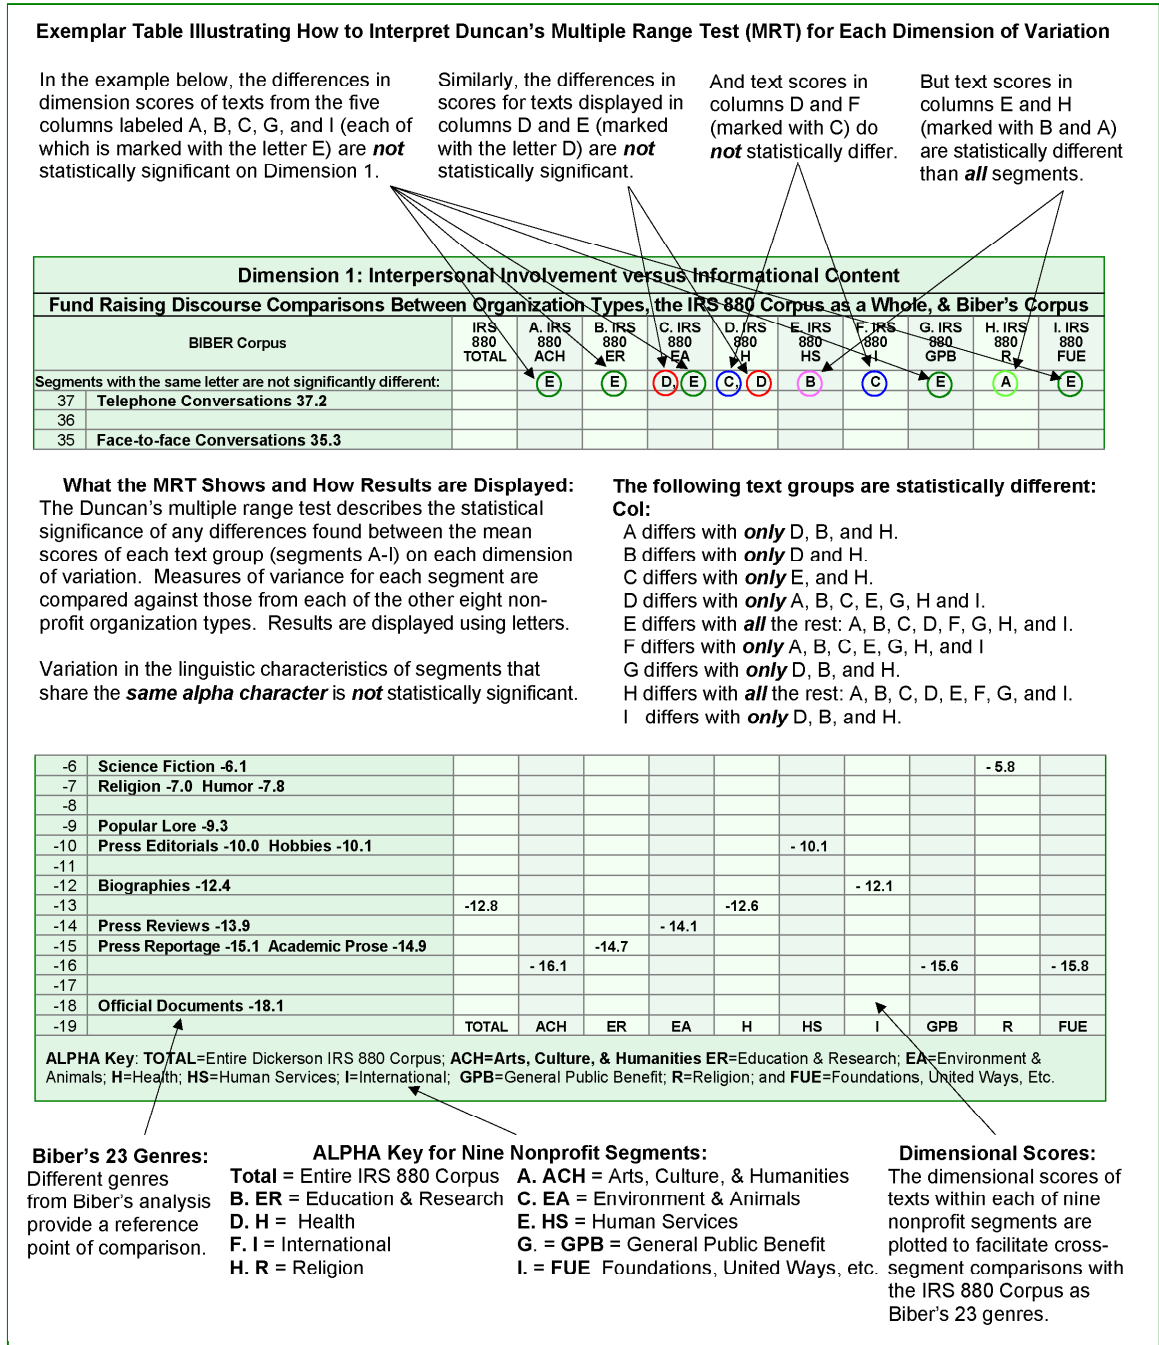 Exemplar Table Illustrating How to Interpret Duncan's Multiple Range Test (MRT) for Each Dimension of Variation
In the example below, the differences in
dimension scores of texts from the five
columns labeled A, B, C, G, and I (each of
which is marked with the letter E) are not
statistically significant on Dimension 1.
Similarly, the differences in
scores for texts displayed in
columns D and E (marked
with the letter D) are not
statistically significant.
And text scores in
columns D and F
(marked with C) do
not statistically differ.
But text scores in
columns E and H
(marked with B and A)
are statistically different
than all segments.
Dimension 1: Interpersonal Involvement versus Informational Content
Fund Raising Discourse Comparisons Between Organization Types, the IRS 880 Corpus as a Whole, & Biber's Corpus
BIBER Corpus
IRS 880 TOTAL
A. IRS 880 ACH
B. IRS 880 ER
C. IRS 880 EA
D. IRS 880 H
E. IRS 880 HS
F. IRS 880 I
G. IRS 880 GPB
H. IRS 880 R
I. IRS 880 FUE
Segments with the same letter are not significantly different: E E D, E C, D B C E A E
37 Telephone Conversations 37.2
36
35 Face-to-face Conversations 35.3
What the MRT Shows and How Results are Displayed:
The Duncan's multiple range test describes the statistical
significance of any differences found between the mean
scores of each text group (segments A-I) on each dimension
of variation. Measures of variance for each segment are
compared against those from each of the other eight non-
profit organization types. Results are displayed using letters.
Variation in the linguistic characteristics of segments that
share the same alpha character is not statistically significant.
The following text groups are statistically different:
Col:
A differs with only D, B, and H.
B differs with only D and H.
C differs with only E, and H.
D differs with only A, B, C, E, G, H and I.
E differs with all the rest: A, B, C, D, F, G, H, and I.
F differs with only A, B, C, E, G, H, and I
G differs with only D, B, and H.
H differs with all the rest: A, B, C, D, E, F, G, and I.
I differs with only D, B, and H.
-6 Science Fiction -6.1 - 5.8
-7 Religion -7.0 Humor -7.8
-8
-9 Popular Lore -9.3
-10 Press Editorials -10.0 Hobbies -10.1 - 10.1
-11
-12 Biographies -12.4 - 12.1
-13 -12.8 -12.6
-14 Press Reviews -13.9 - 14.1
-15 Press Reportage -15.1 Academic Prose -14.9 -14.7
-16 - 16.1 - 15.6 - 15.8
-17
-18 Official Documents -18.1
-19 TOTAL ACH ER EA H HS I GPB R FUE
ALPHA Key: TOTAL=Entire Dickerson IRS 880 Corpus; ACH=Arts, Culture, & Humanities ER=Education & Research; EA=Environment &
Animals; H=Health; HS=Human Services; I=International; GPB=General Public Benefit; R=Religion; and FUE=Foundations, United Ways, Etc.
Biber's 23 Genres:
Different genres
from Biber's analysis
provide a reference
point of comparison.
ALPHA Key for Nine Nonprofit Segments:
Total = Entire IRS 880 Corpus A. ACH = Arts, Culture, & Humanities
B. ER = Education & Research C. EA = Environment & Animals
D. H = Health E. HS = Human Services
F. I = International G. = GPB = General Public Benefit
H. R = Religion I. = FUE Foundations, United Ways, etc.
Dimensional Scores:
The dimensional scores of
texts within each of nine
nonprofit segments are
plotted to facilitate cross-
segment comparisons with
the IRS 880 Corpus as
Biber's 23 genres.